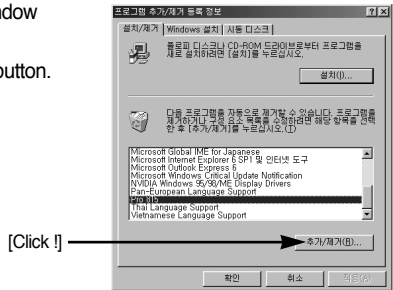 ndow
button.
[Click !]
프로그램 추가/제거 등록 정보
설치/제거
Windows 설치
시동 디스크
플로피 디스크나 CD-ROM 드라이브로부터 프로그램을
새로 설치하려면 [설치]를 누르십시오.
설치(I)...
다음 프로그램을 자동으로 제거할 수 있습니다. 프로그램을
제거하거나 구성 요소 목록을 수정하려면 해당 항목을 선택
한 후 [추가/제거]를 누르십시오.(T)
Microsoft Global IME for Japanese
Microsoft Internet Explorer 6 SP1 및 인터넷 도구
Microsoft Outlook Express 6
Microsoft Windows Critical Update Notification
NVIDIA Windows 95/98/ME Display Drivers
Pan-European Language Support
Pro 815
Thai Language Support
Vietnamese Language Support
추가/제거(R)...
확인
취소
적용(A)